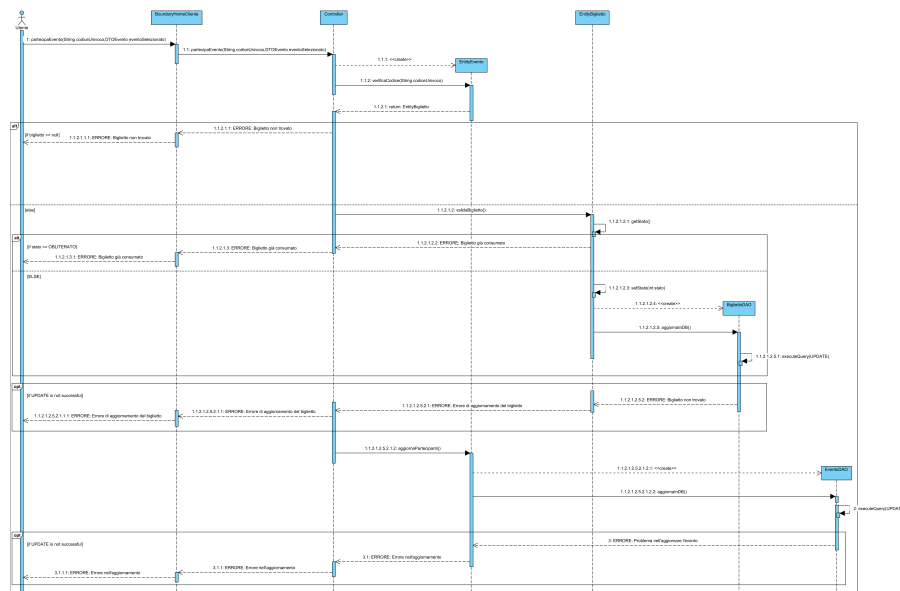 Utente
BoundaryHomeCliente
Controller
EntityBiglietto
1: partecipaEvento(String codiceUnivoco,DTOEvento eventoSelezionato)
1.1: partecipaEvento(String codiceUnivoco,DTOEvento eventoSelezionato)
1.1.1: <<create>>
EntityEvento
1.1.2: verificaCodice(String codiceUnivoco)
1.1.2.1: return: EntityBiglietto
alt
[if biglietto == null]
1.1.2.1.1: ERRORE: Biglietto non trovato
1.1.2.1.1.1: ERRORE: Biglietto non trovato
[else]
1.1.2.1.2: validaBiglietto()
1.1.2.1.2.1: getStato()
alt
[if stato == OBLITERATO]
1.1.2.1.2.2: ERRORE: Biglietto già consumato
1.1.2.1.3: ERRORE: Biglietto già consumato
1.1.2.1.3.1: ERRORE: Biglietto già consumato
[ELSE]
1.1.2.1.2.3: setStato(int stato)
1.1.2.1.2.4: <<create>>
BigliettoDAO
1.1.2.1.2.5: aggiornaInDB()
1.1.2.1.2.5.1: executeQuery(UPDATE)
opt
[if UPDATE is not successful]
1.1.2.1.2.5.2: ERRORE: Biglietto non trovato
1.1.2.1.2.5.2.1: ERRORE: Errore di aggiornamento del biglietto
1.1.2.1.2.5.2.1.1: ERRORE: Errore di aggiornamento del biglietto
1.1.2.1.2.5.2.1.1.1: ERRORE: Errore di aggiornamento del biglietto
1.1.2.1.2.5.2.1.2: aggiornaPartecipanti()
1.1.2.1.2.5.2.1.2.1: <<create>>
EventoDAO
1.1.2.1.2.5.2.1.2.2: aggiornaInDB()
2: executeQuery(UPDAT
opt
[if UPDATE is not successful]
3: ERRORE: Problema nell'aggiornare l'evento
3.1: ERRORE: Errore nell'aggiornamento
3.1.1: ERRORE: Errore nell'aggiornamento
3.1.1.1: ERRORE: Errore nell'aggiornamento